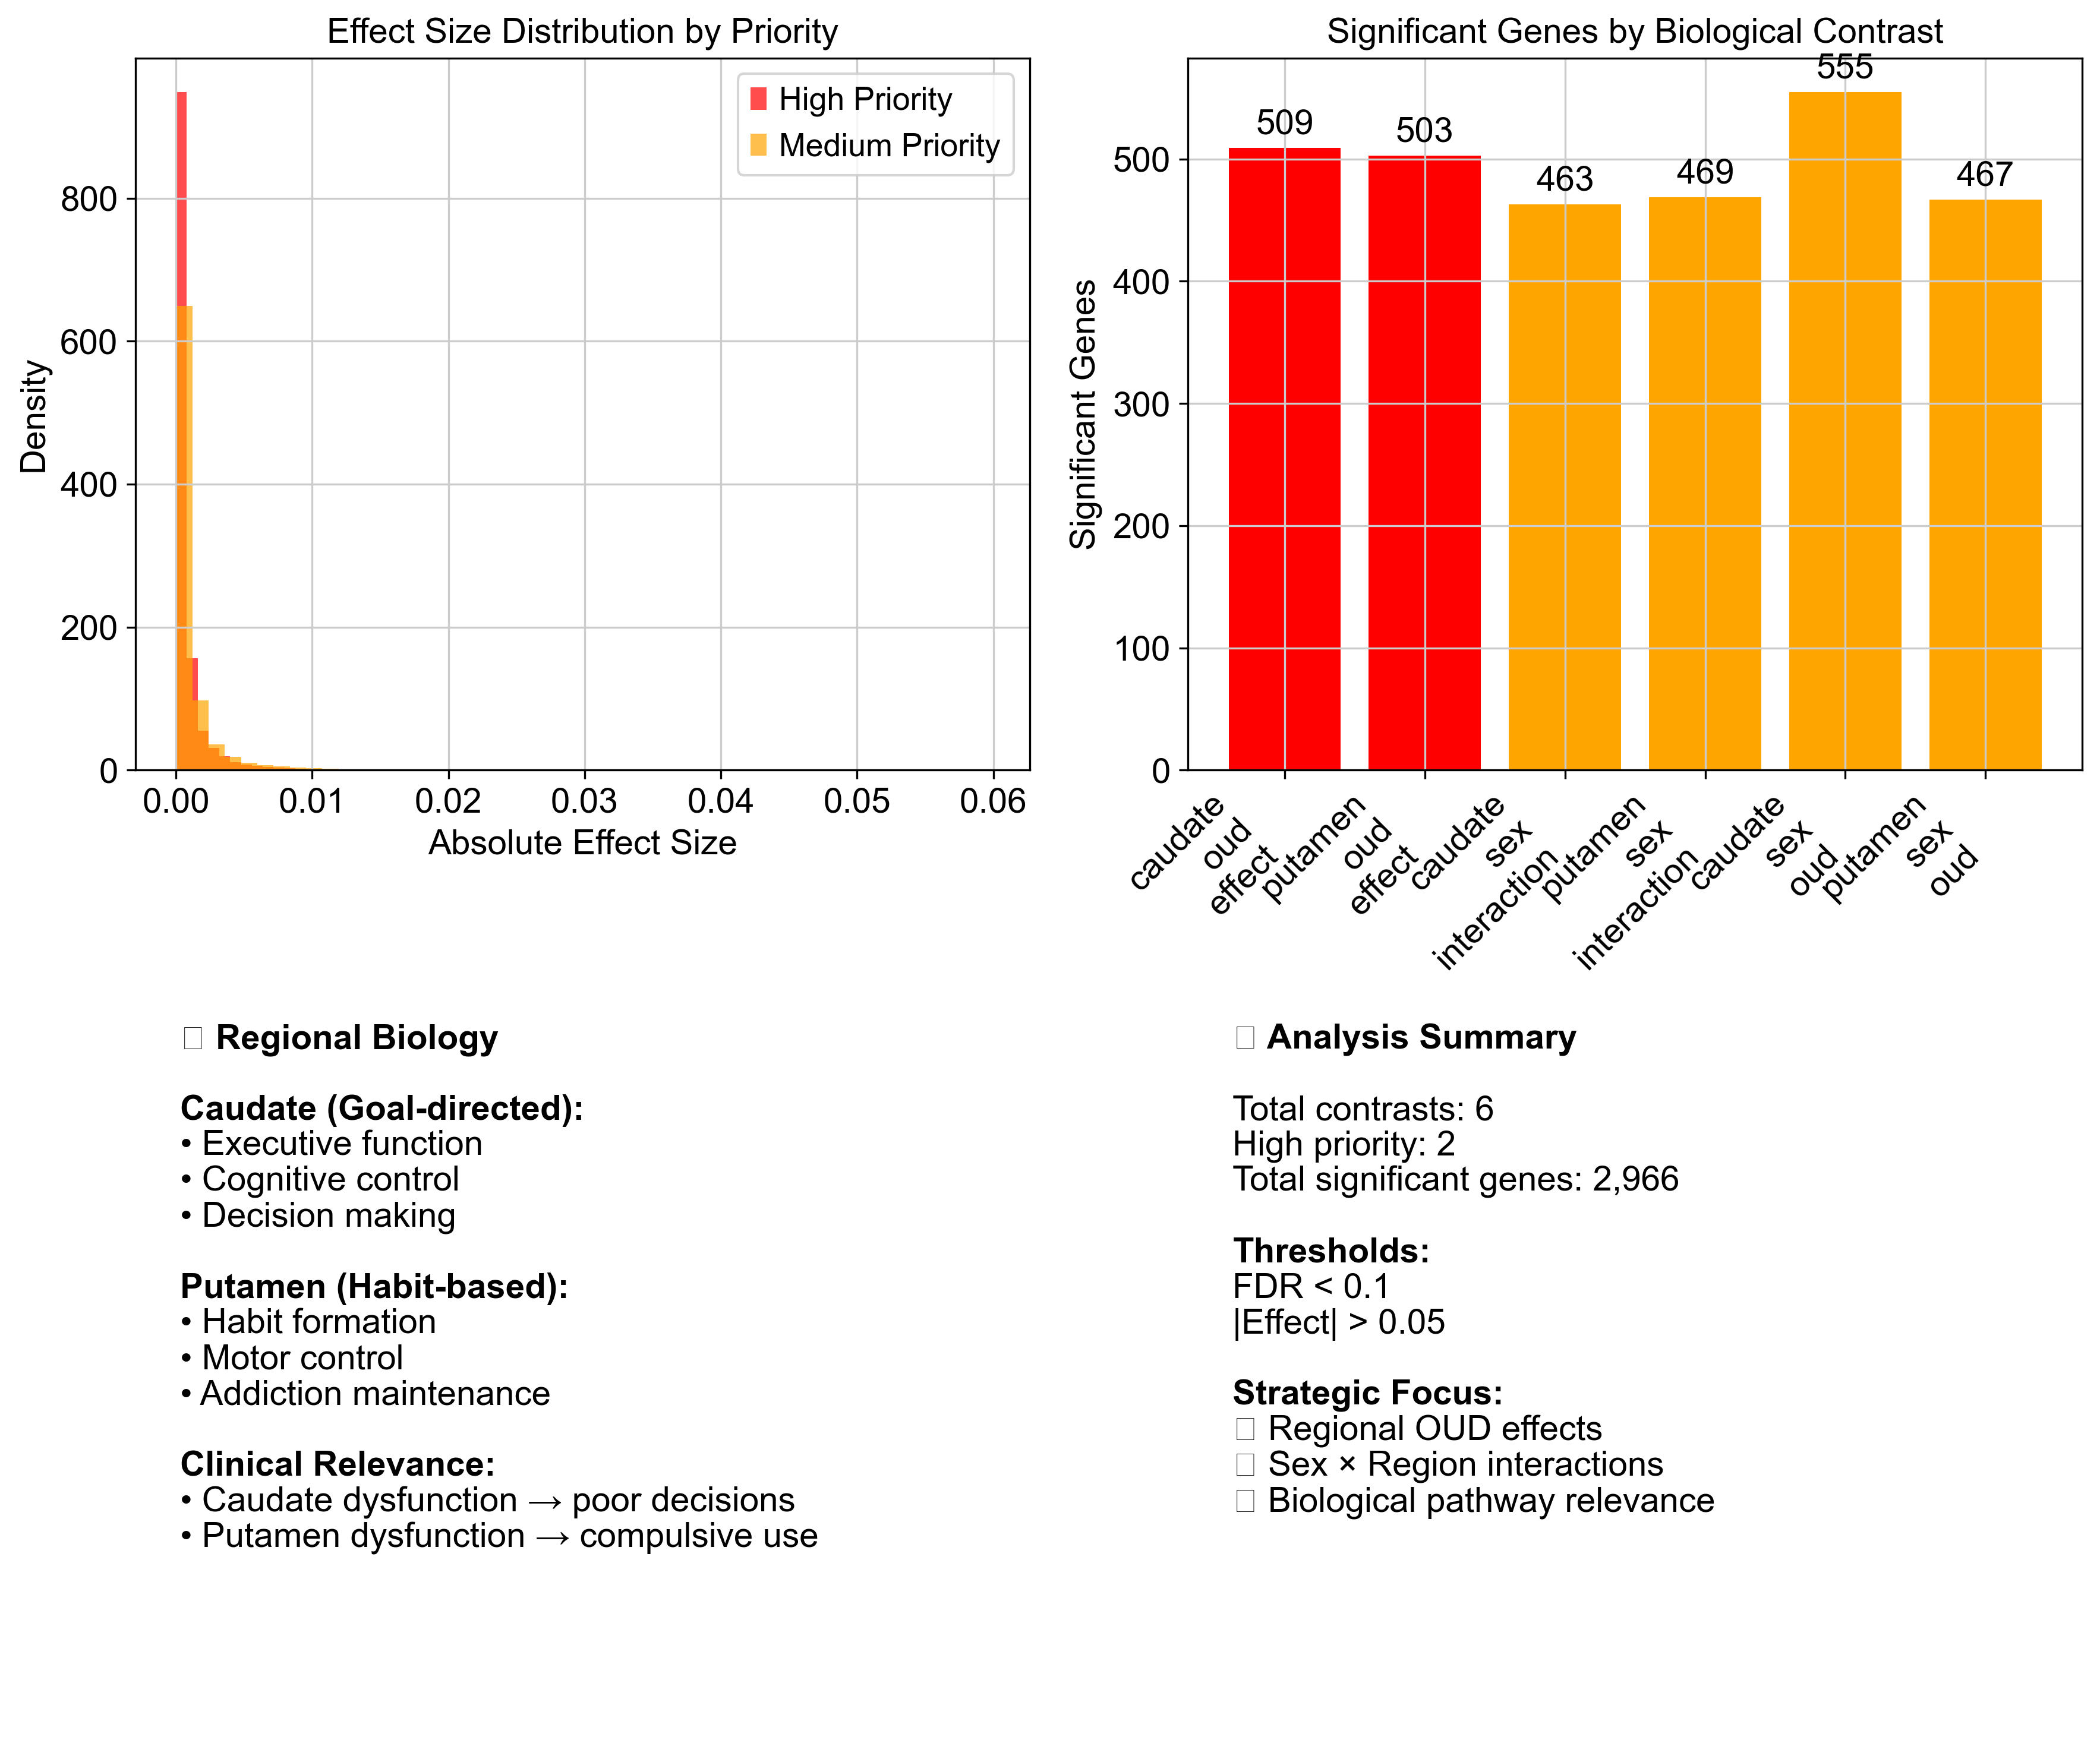 Effect Size Distribution by Priority
High Priority
Medium Priority
Density
800
600
400
200
0
0.00 0.01 0.02 0.03 0.04 0.05 0.06
Absolute Effect Size
Significant Genes by Biological Contrast
509 503 463 469 555 467
Significant Genes
500
400
300
200
100
0
caudate
oud
effect
putamen
oud
effect
caudate
sex
interaction
putamen
sex
interaction
caudate
sex
oud
putamen
sex
oud
Regional Biology
Caudate (Goal-directed):
• Executive function
• Cognitive control
• Decision making
Putamen (Habit-based):
• Habit formation
• Motor control
• Addiction maintenance
Clinical Relevance:
• Caudate dysfunction → poor decisions
• Putamen dysfunction → compulsive use
Analysis Summary
Total contrasts: 6
High priority: 2
Total significant genes: 2,966
Thresholds:
FDR < 0.1
|Effect| > 0.05
Strategic Focus:
Regional OUD effects
Sex × Region interactions
Biological pathway relevance